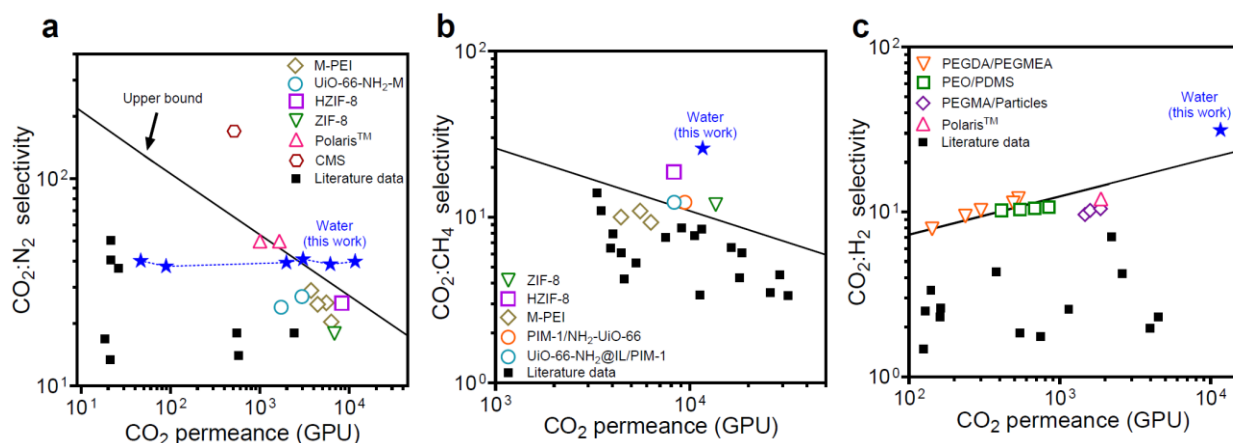 a
CO₂:N₂ selectivity
10²
10¹
Upper bound
M-PEI
UiO-66-NH₂-M
HZIF-8
ZIF-8
Polaris™
CMS
Literature data
Water
(this work)
10¹
10²
10³
10⁴
CO₂ permeance (GPU)
b
CO₂:CH₄ selectivity
10²
10¹
10⁰
Water
(this work)
ZIF-8
HZIF-8
M-PEI
PIM-1/NH₂-UiO-66
UiO-66-NH₂@IL/PIM-1
Literature data
10³
10⁴
CO₂ permeance (GPU)
c
CO₂:H₂ selectivity
10²
10¹
10⁰
PEGDA/PEGMEA
PEO/PDMS
PEGMA/Particles
Polaris™
Literature data
Water
(this work)
10²
10³
10⁴
CO₂ permeance (GPU)